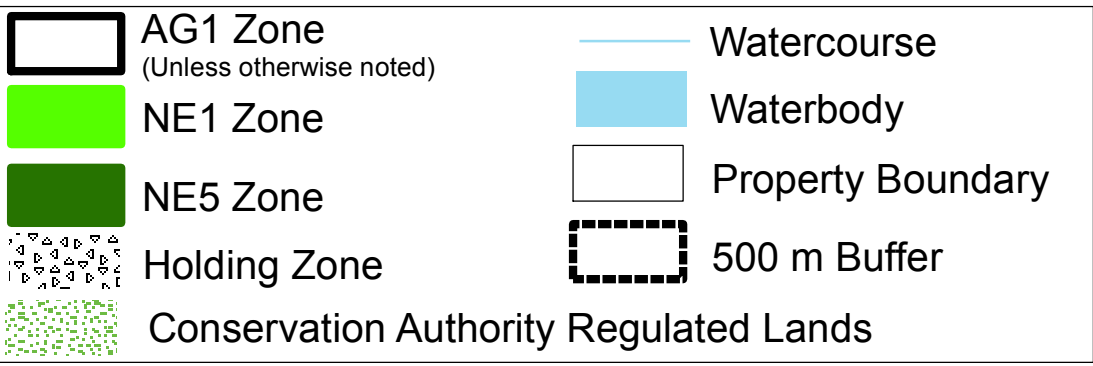 AG1 Zone
(Unless otherwise noted)
NE1 Zone
NE5 Zone
Holding Zone
Conservation Authority Regulated Lands
Watercourse
Waterbody
Property Boundary
500 m Buffer